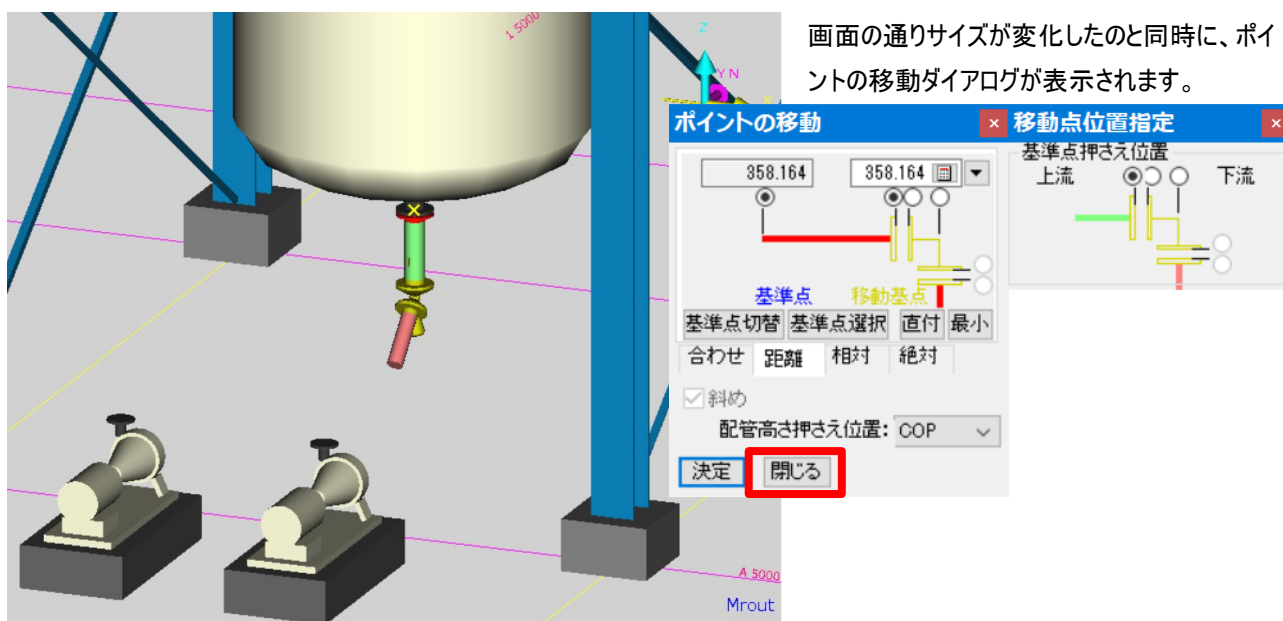 画面の通りサイズが変化したのと同時に、ポイ
ントの移動ダイアログが表示されます。
1 5000
Z
Y N
X
ポイントの移動
358.164 358.164
基準点 移動基点
基準点切替 基準点選択 直付 最小
合わせ 距離 相対 絶対
斜め
配管高さ押さえ位置: COP
決定 閉じる
移動点位置指定
基準点押さえ位置
上流 下流
A 5000
Mrout